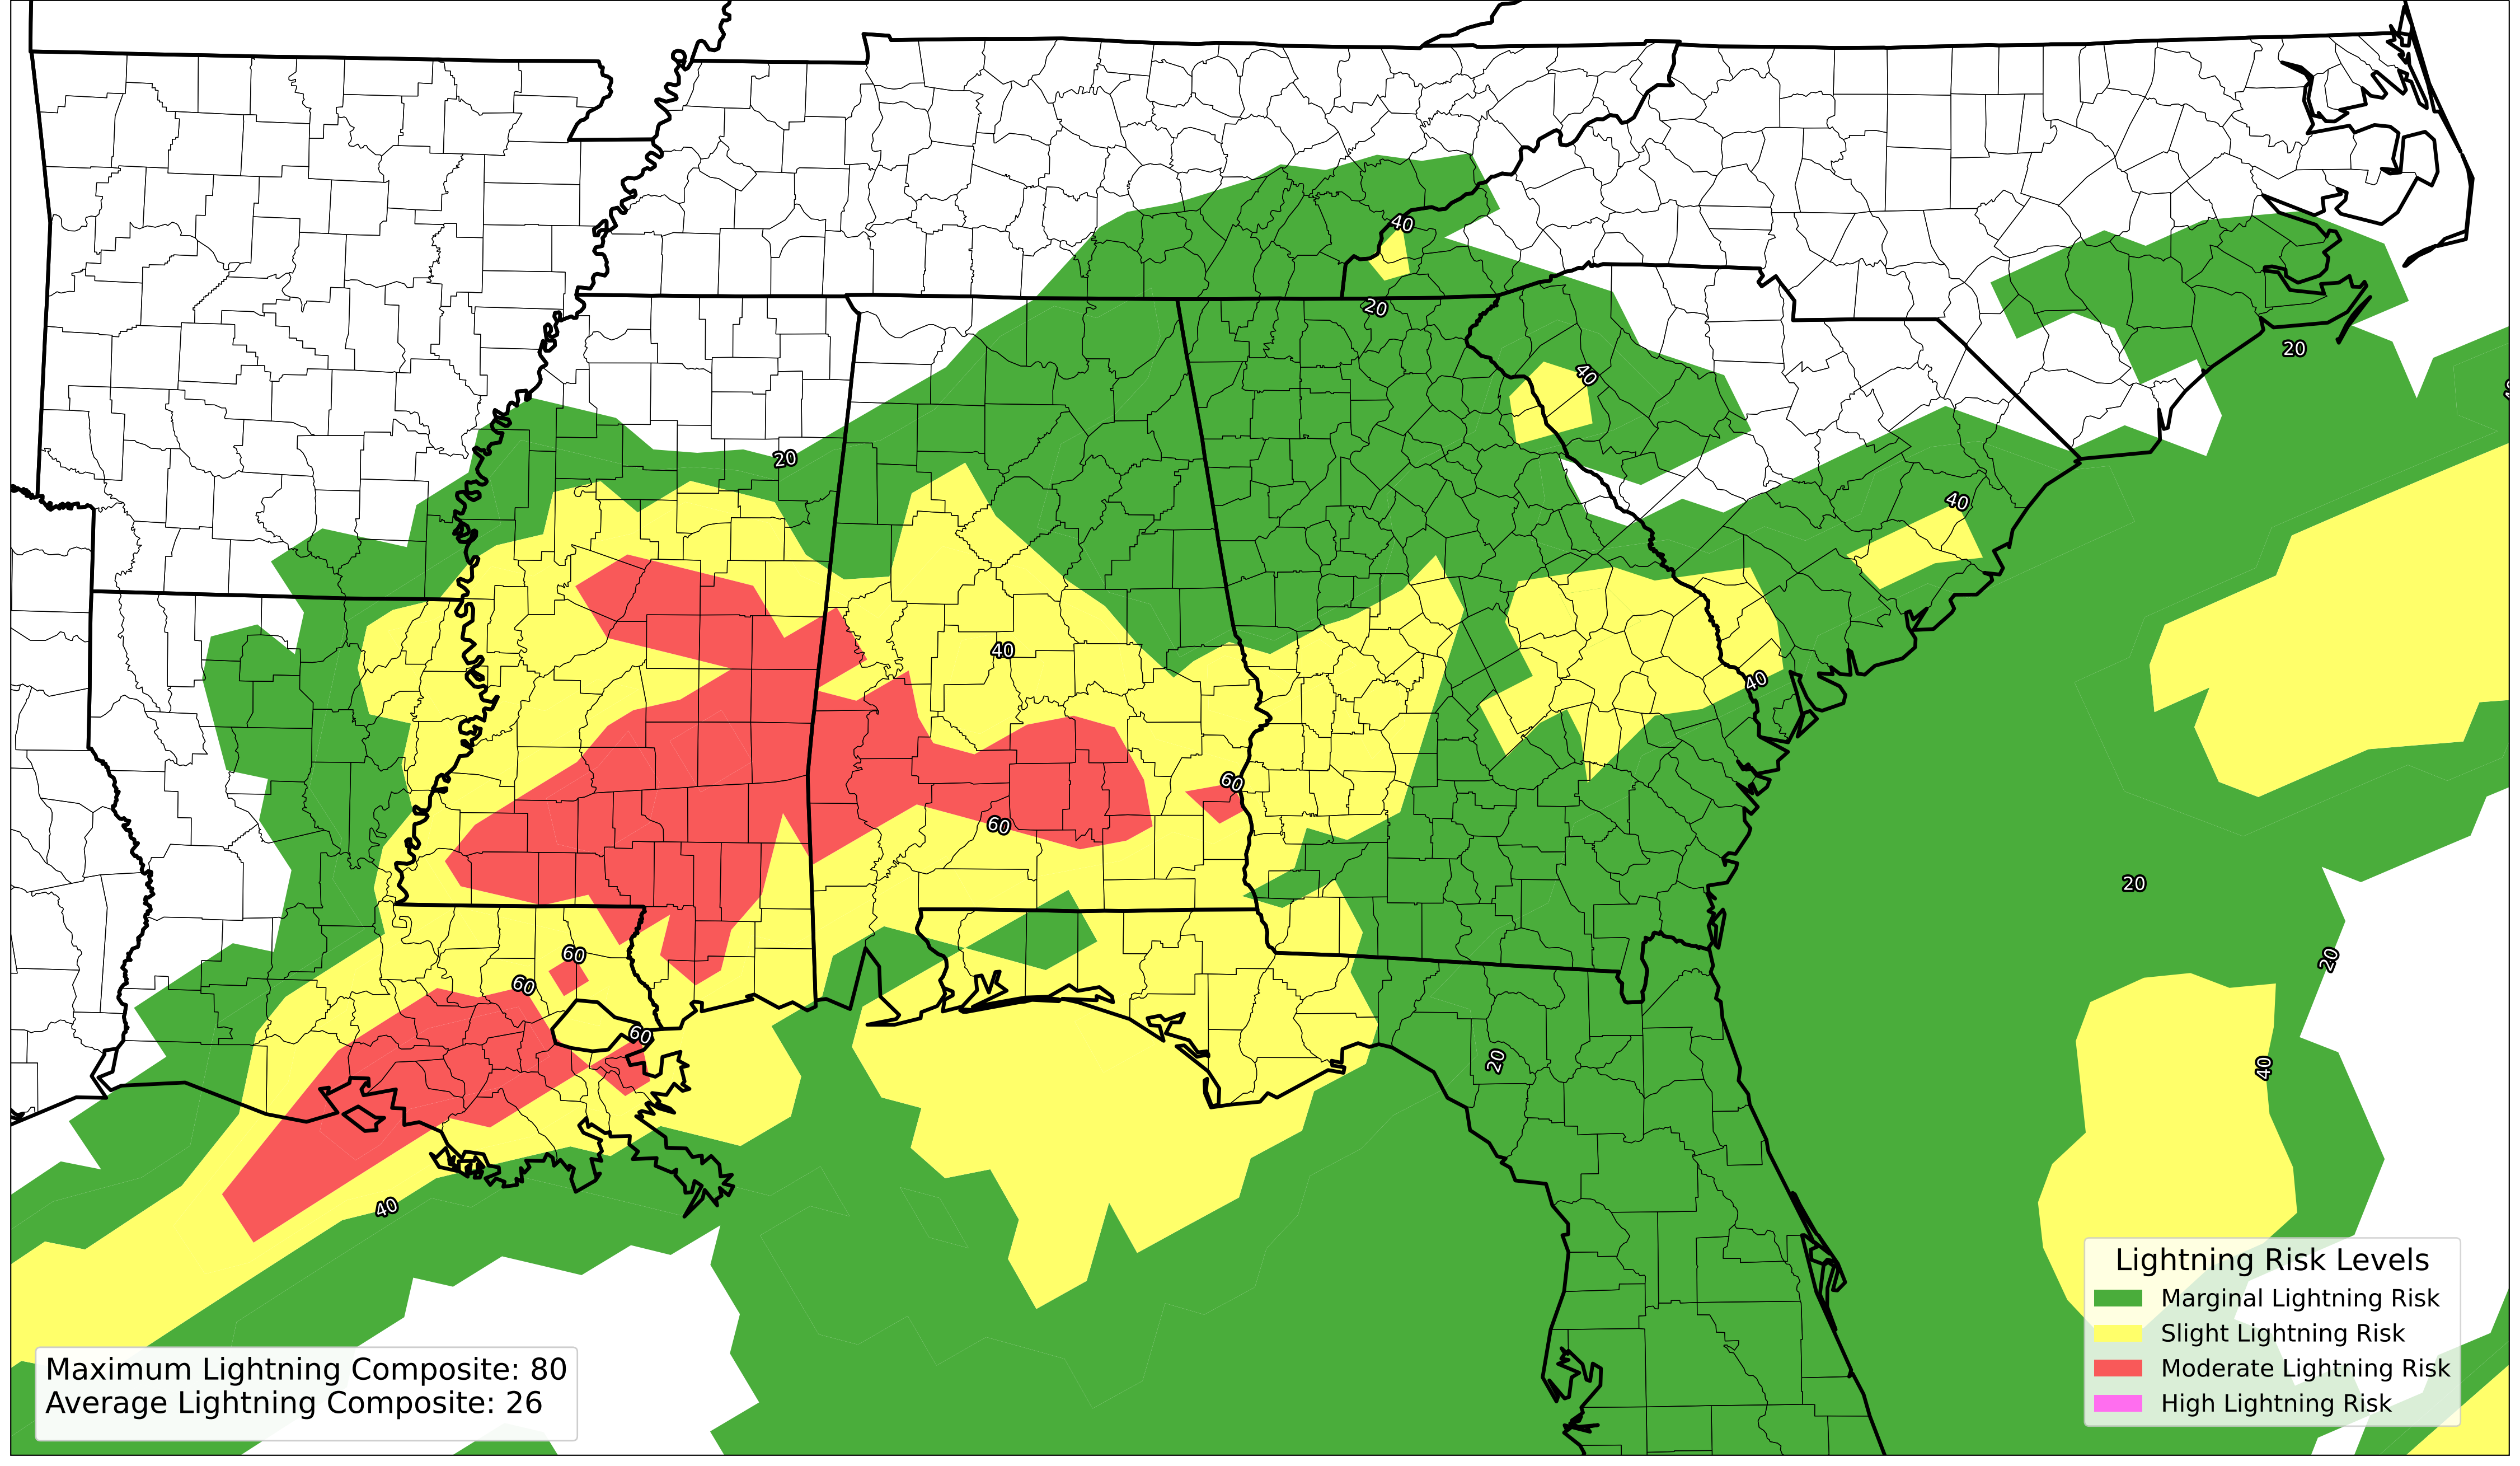 40
20
20
40
20
40
40
40
60
60
20
60
20
60
60
20
40
40
Lightning Risk Levels
Marginal Lightning Risk
Slight Lightning Risk
Moderate Lightning Risk
High Lightning Risk
Maximum Lightning Composite: 80
Average Lightning Composite: 26